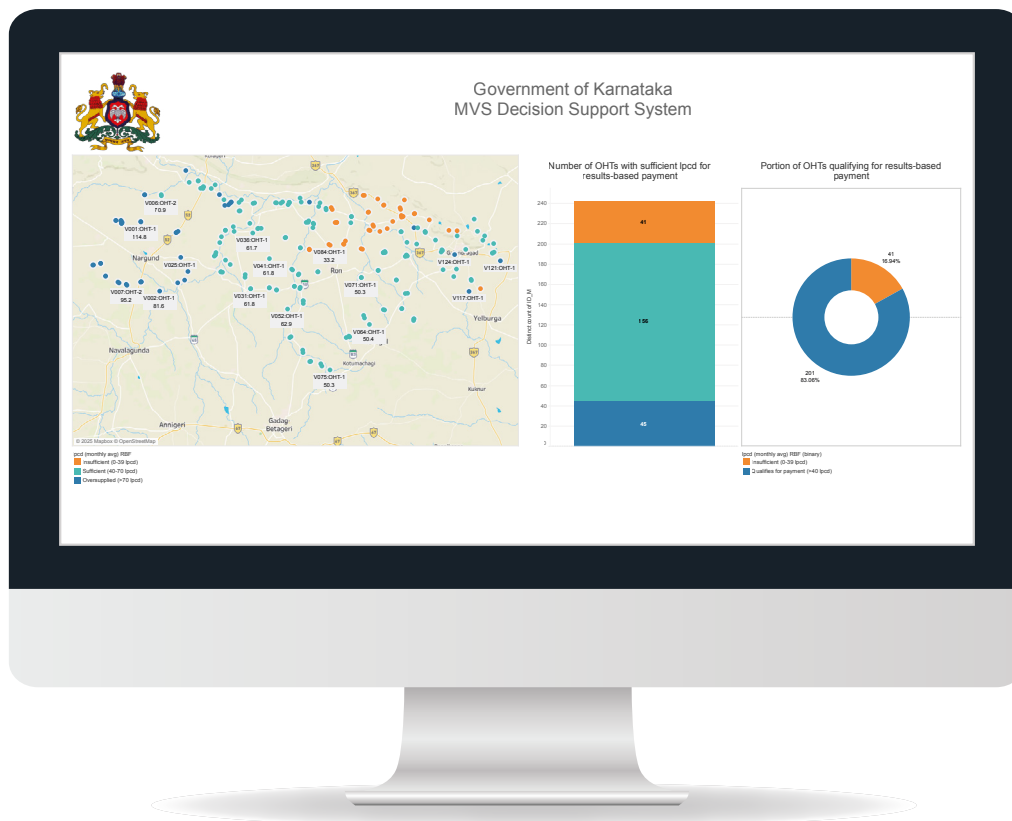 Government of Karnataka
MVS Decision Support System
V006:OHT-2
70.9
V001:OHT-1
114.8
Nargund
V025:OHT-1
V007:OHT-2
95.2
V002:OHT-1
81.6
V036:OHT-1
61.7
V041:OHT-1
61.8
V031:OHT-1
61.8
V084:OHT-1
33.2
Ron
V071:OHT-1
50.3
V052:OHT-1
62.9
V064:OHT-1
50.4
V124:OHT-1
V121:OHT-1
V117:OHT-1
Yelburga
Navalagunda
Kotumachagi
V075:OHT-1
50.3
Kuknur
Annigeri
Gadag-
Betageri
© 2025 Mapbox © OpenStreetMap
pcd (monthly avg) RBF
Insufficient (0-39 lpcd)
Sufficient (40-70 lpcd)
Oversupplied (>70 lpcd)
Number of OHTs with sufficient lpcd for
results-based payment
Distinct count of ID_M
240
220
200
180
160
140
120
100
80
60
40
20
41
156
45
Portion of OHTs qualifying for results-based
payment
41
16.94%
201
83.06%
lpcd (monthly avg) RBF (binary)
Insufficient (0-39 lpcd)
Qualifies for payment (>40 lpcd)